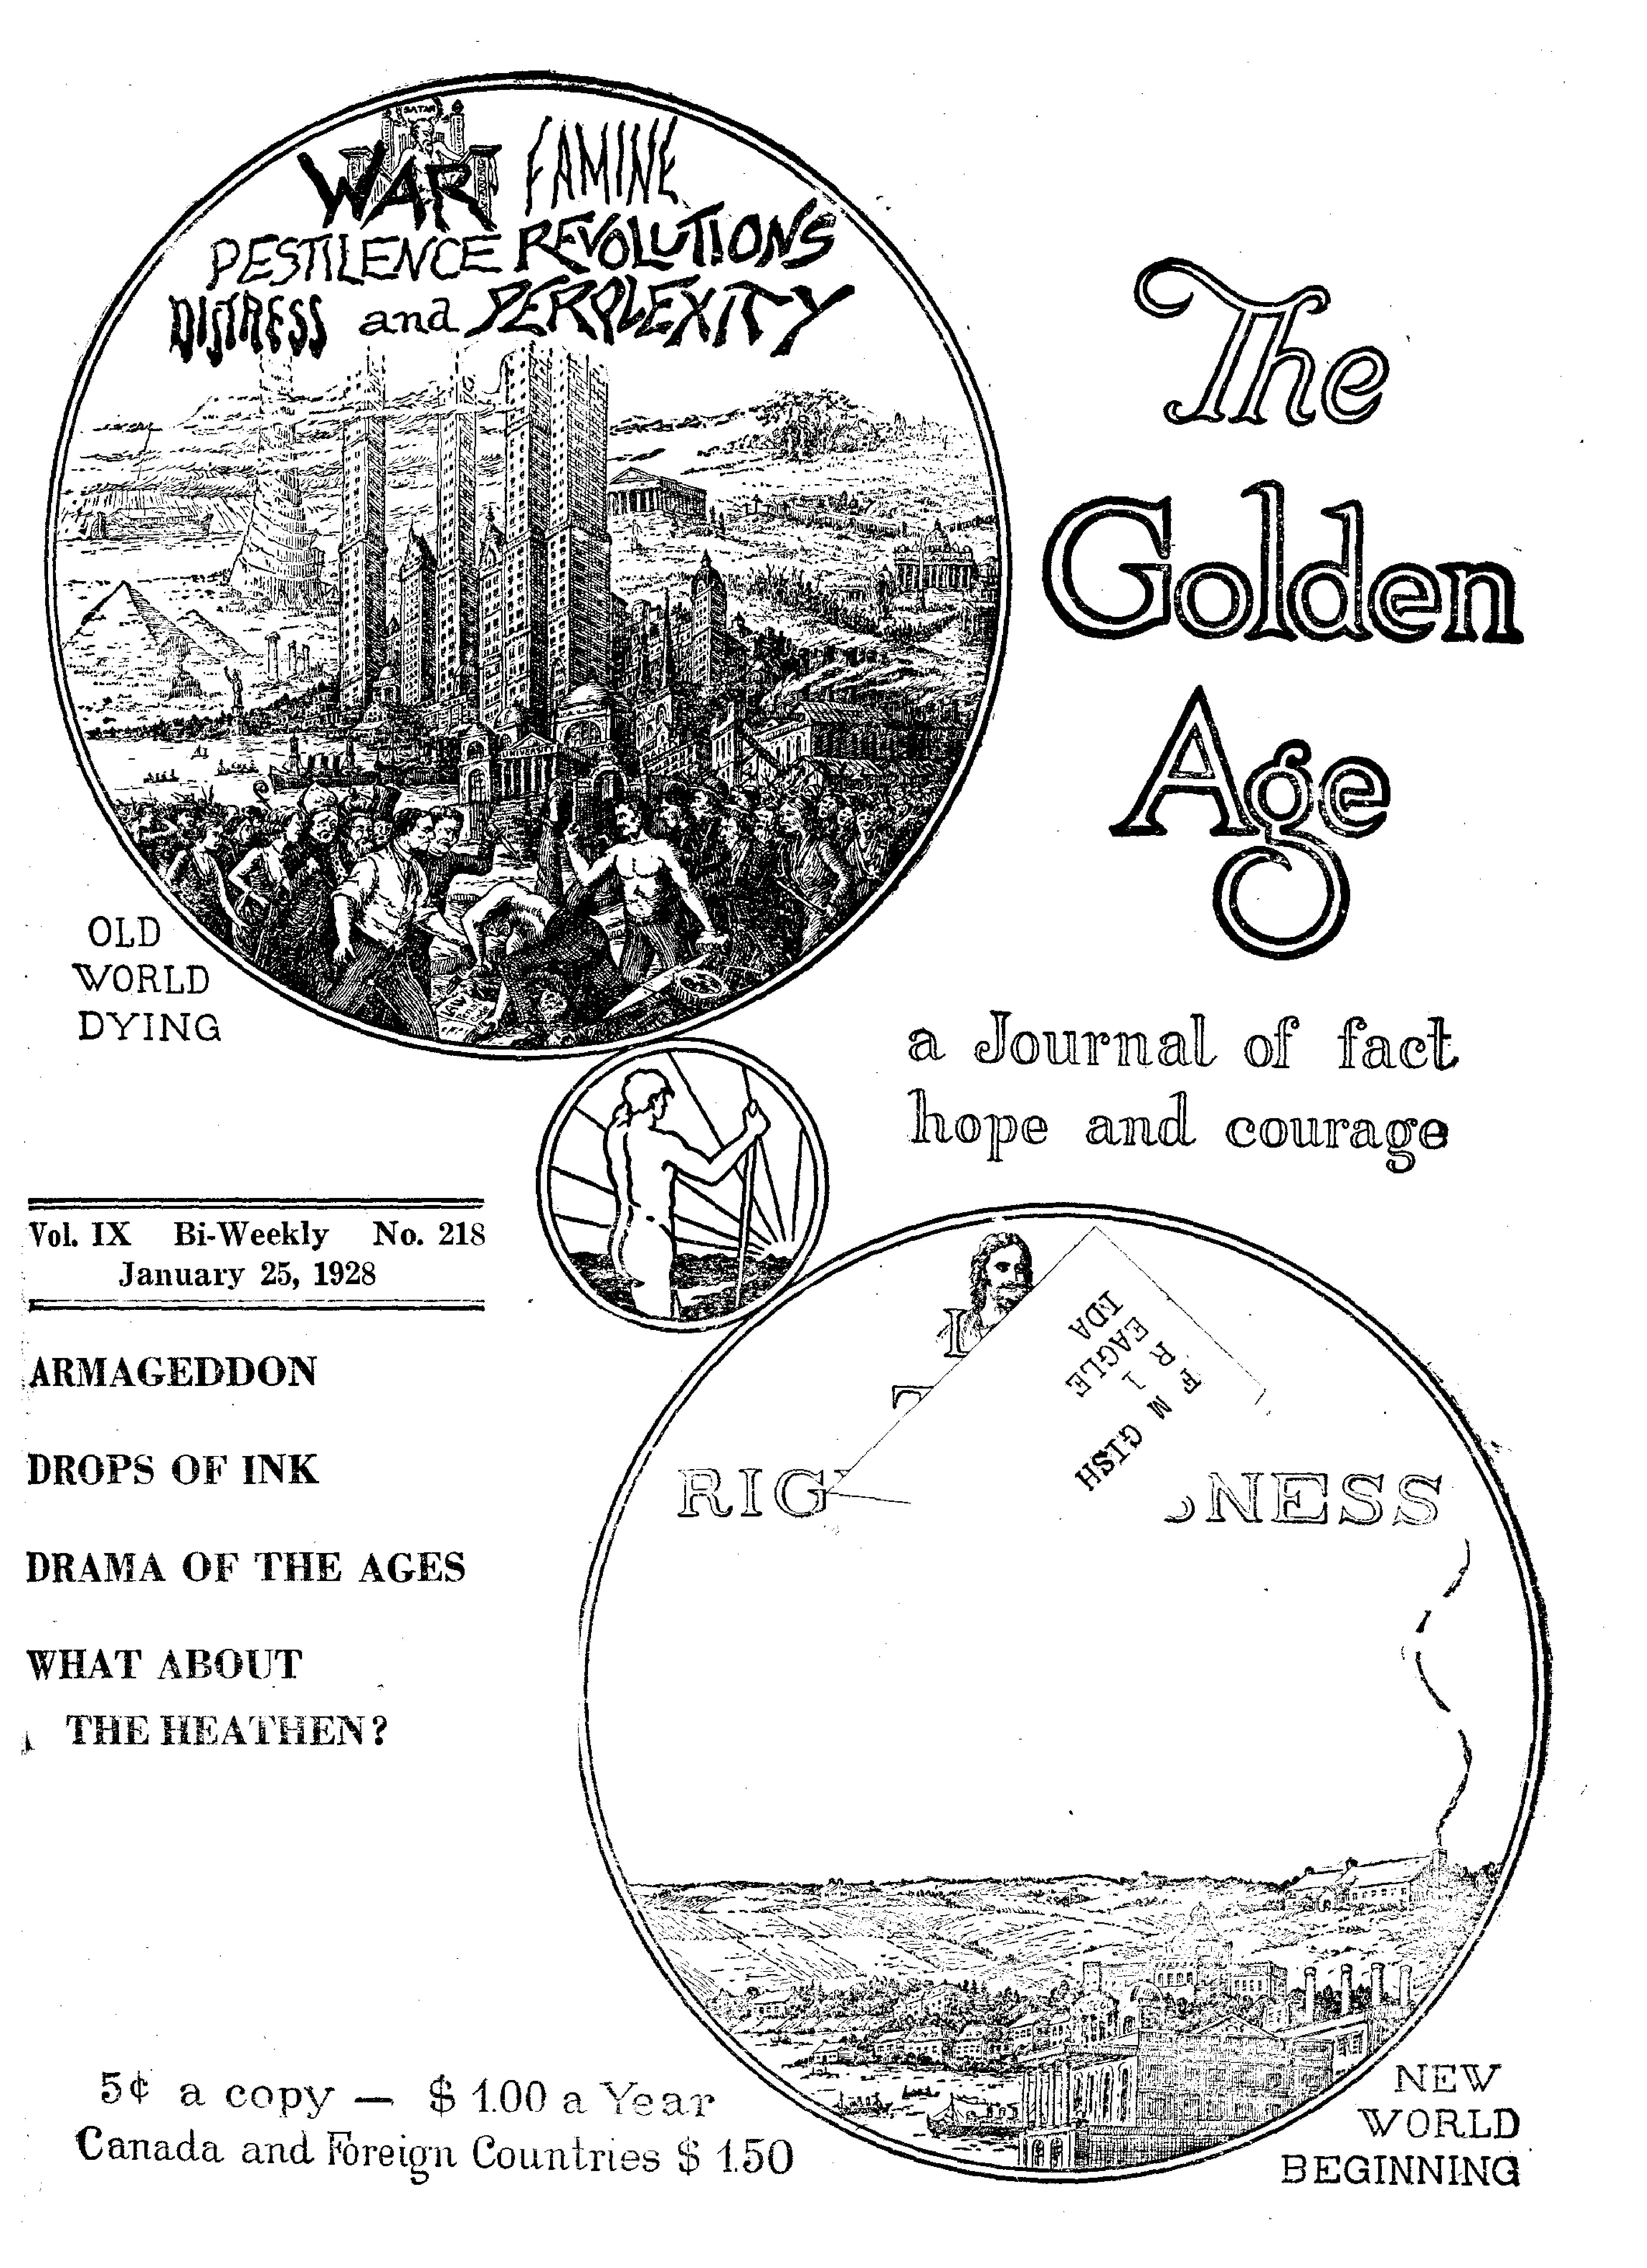 SATAN
WAR FAMINE
PESTILENCE REVOLUTIONS
DISTRESS and PERPLEXITY
UNIVERSITY
OLD
WORLD
DYING
The
Golden
Age
a Journal of fact
hope and courage
Vol. IX Bi-Weekly No. 218
January 25, 1928
ARMAGEDDON
DROPS OF INK
DRAMA OF THE AGES
WHAT ABOUT
THE HEATHEN?
F M GISH
R 1
EAGLE
IDA
RIG NESS
5¢ a copy — $ 1.00 a Year
Canada and Foreign Countries $ 1.50
NEW
WORLD
BEGINNING